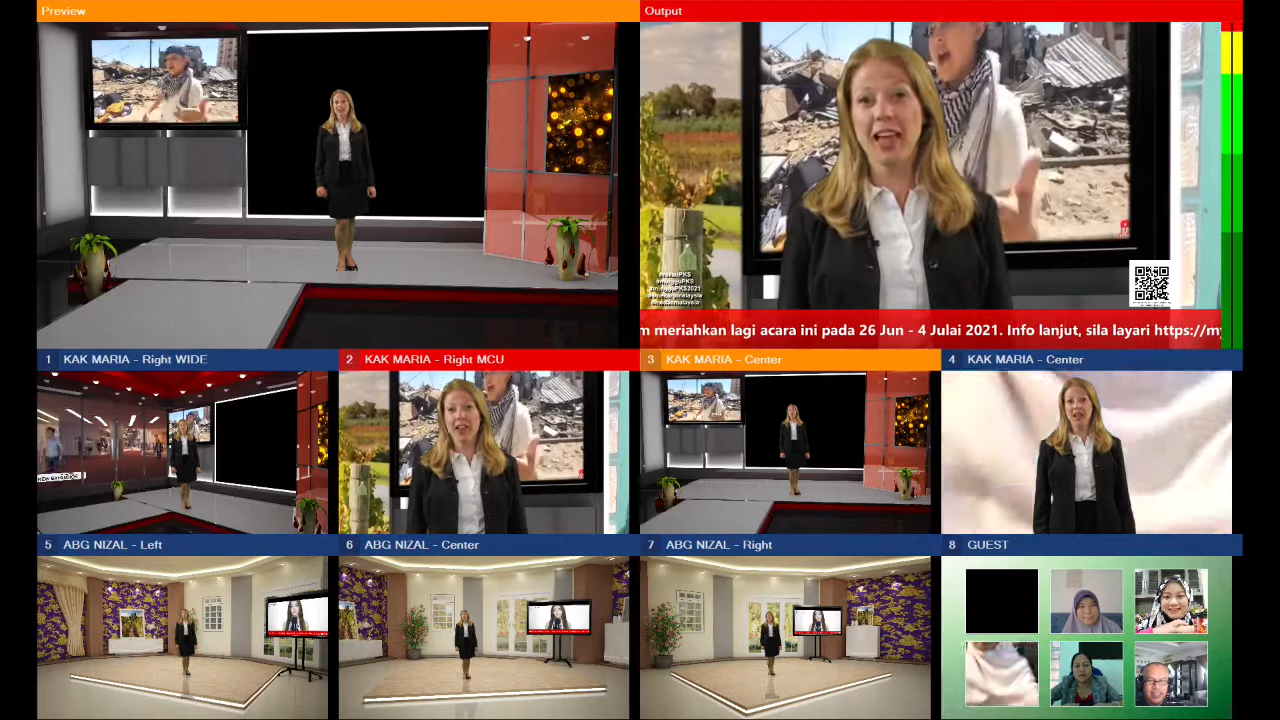 Preview
Output
#minggguPKS2021
m meriahkan lagi acara ini pada 26 Jun - 4 Julai 2021. Info lanjut, sila layari https://my
1 KAK MARIA - Right WIDE
2 KAK MARIA - Right MCU
3 KAK MARIA - Center
4 KAK MARIA - Center
5 ABG NIZAL - Left
6 ABG NIZAL - Center
7 ABG NIZAL - Right
8 GUEST